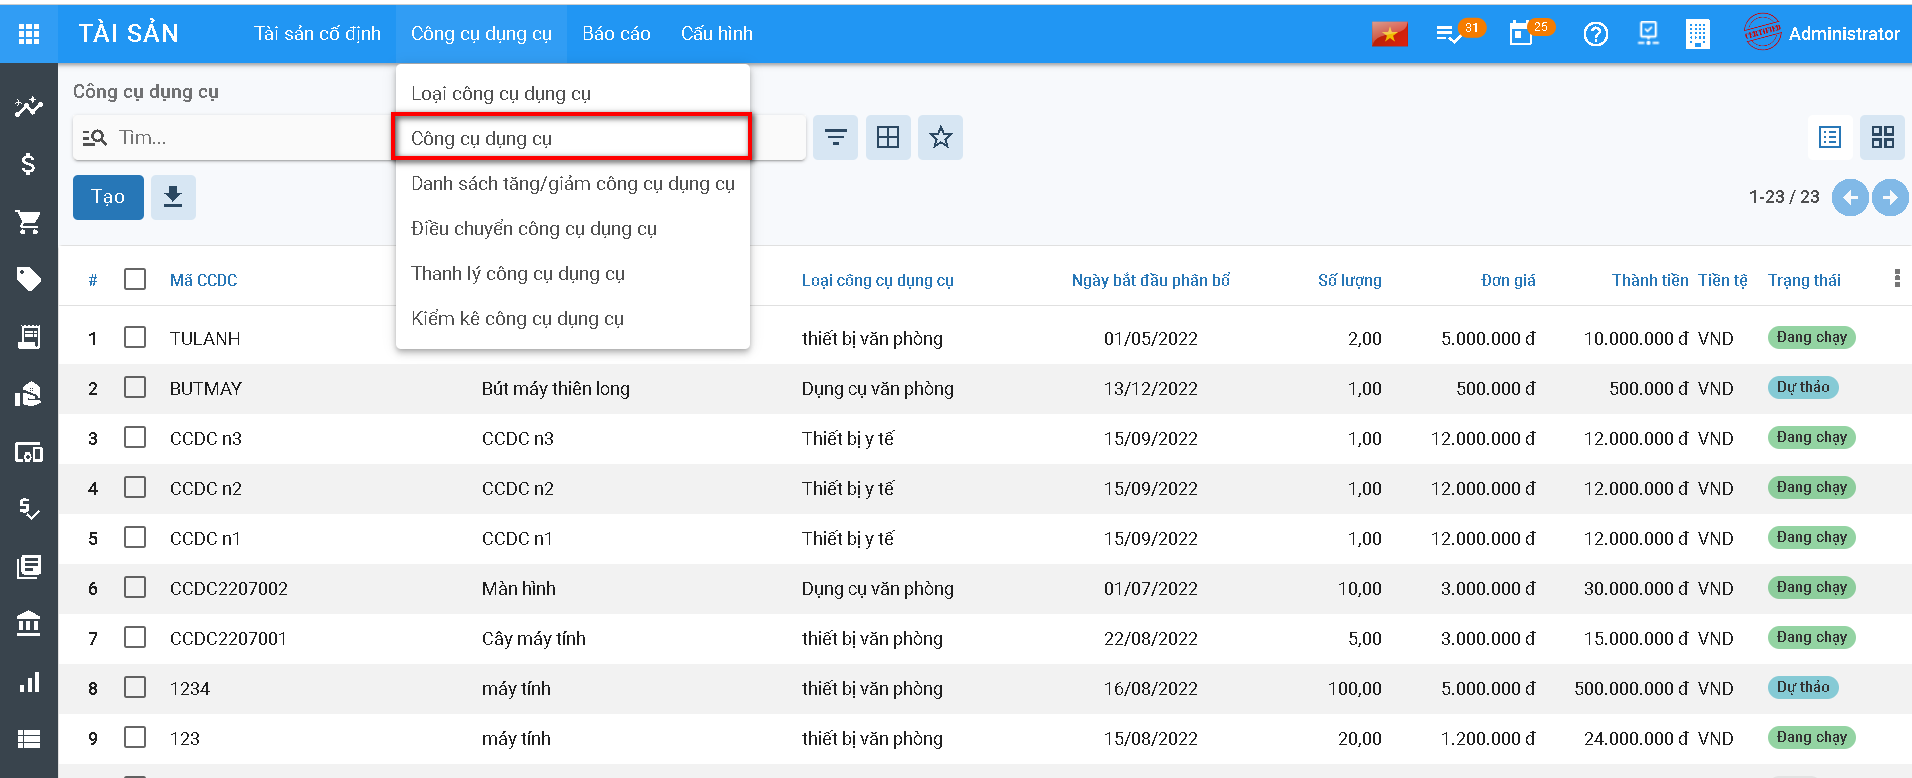 TÀI SẢN Tài sản cố định Công cụ dụng cụ Báo cáo Cấu hình 31 25 CERTIFIED Administrator
Công cụ dụng cụ
Loại công cụ dụng cụ
Tìm...
Công cụ dụng cụ
Danh sách tăng/giảm công cụ dụng cụ
Tạo
1-23 / 23
Điều chuyển công cụ dụng cụ
Thanh lý công cụ dụng cụ
Kiểm kê công cụ dụng cụ
# Mã CCDC Loại công cụ dụng cụ Ngày bắt đầu phân bổ Số lượng Đơn giá Thành tiền Tiền tệ Trạng thái
1 TULANH thiết bị văn phòng 01/05/2022 2,00 5.000.000 đ 10.000.000 đ VND Đang chạy
2 BUTMAY Bút máy thiên long Dụng cụ văn phòng 13/12/2022 1,00 500.000 đ 500.000 đ VND Dự thảo
3 CCDC n3 CCDC n3 Thiết bị y tế 15/09/2022 1,00 12.000.000 đ 12.000.000 đ VND Đang chạy
4 CCDC n2 CCDC n2 Thiết bị y tế 15/09/2022 1,00 12.000.000 đ 12.000.000 đ VND Đang chạy
5 CCDC n1 CCDC n1 Thiết bị y tế 15/09/2022 1,00 12.000.000 đ 12.000.000 đ VND Đang chạy
6 CCDC2207002 Màn hình Dụng cụ văn phòng 01/07/2022 10,00 3.000.000 đ 30.000.000 đ VND Đang chạy
7 CCDC2207001 Cây máy tính thiết bị văn phòng 22/08/2022 5,00 3.000.000 đ 15.000.000 đ VND Đang chạy
8 1234 máy tính thiết bị văn phòng 16/08/2022 100,00 5.000.000 đ 500.000.000 đ VND Dự thảo
9 123 máy tính thiết bị văn phòng 15/08/2022 20,00 1.200.000 đ 24.000.000 đ VND Đang chạy